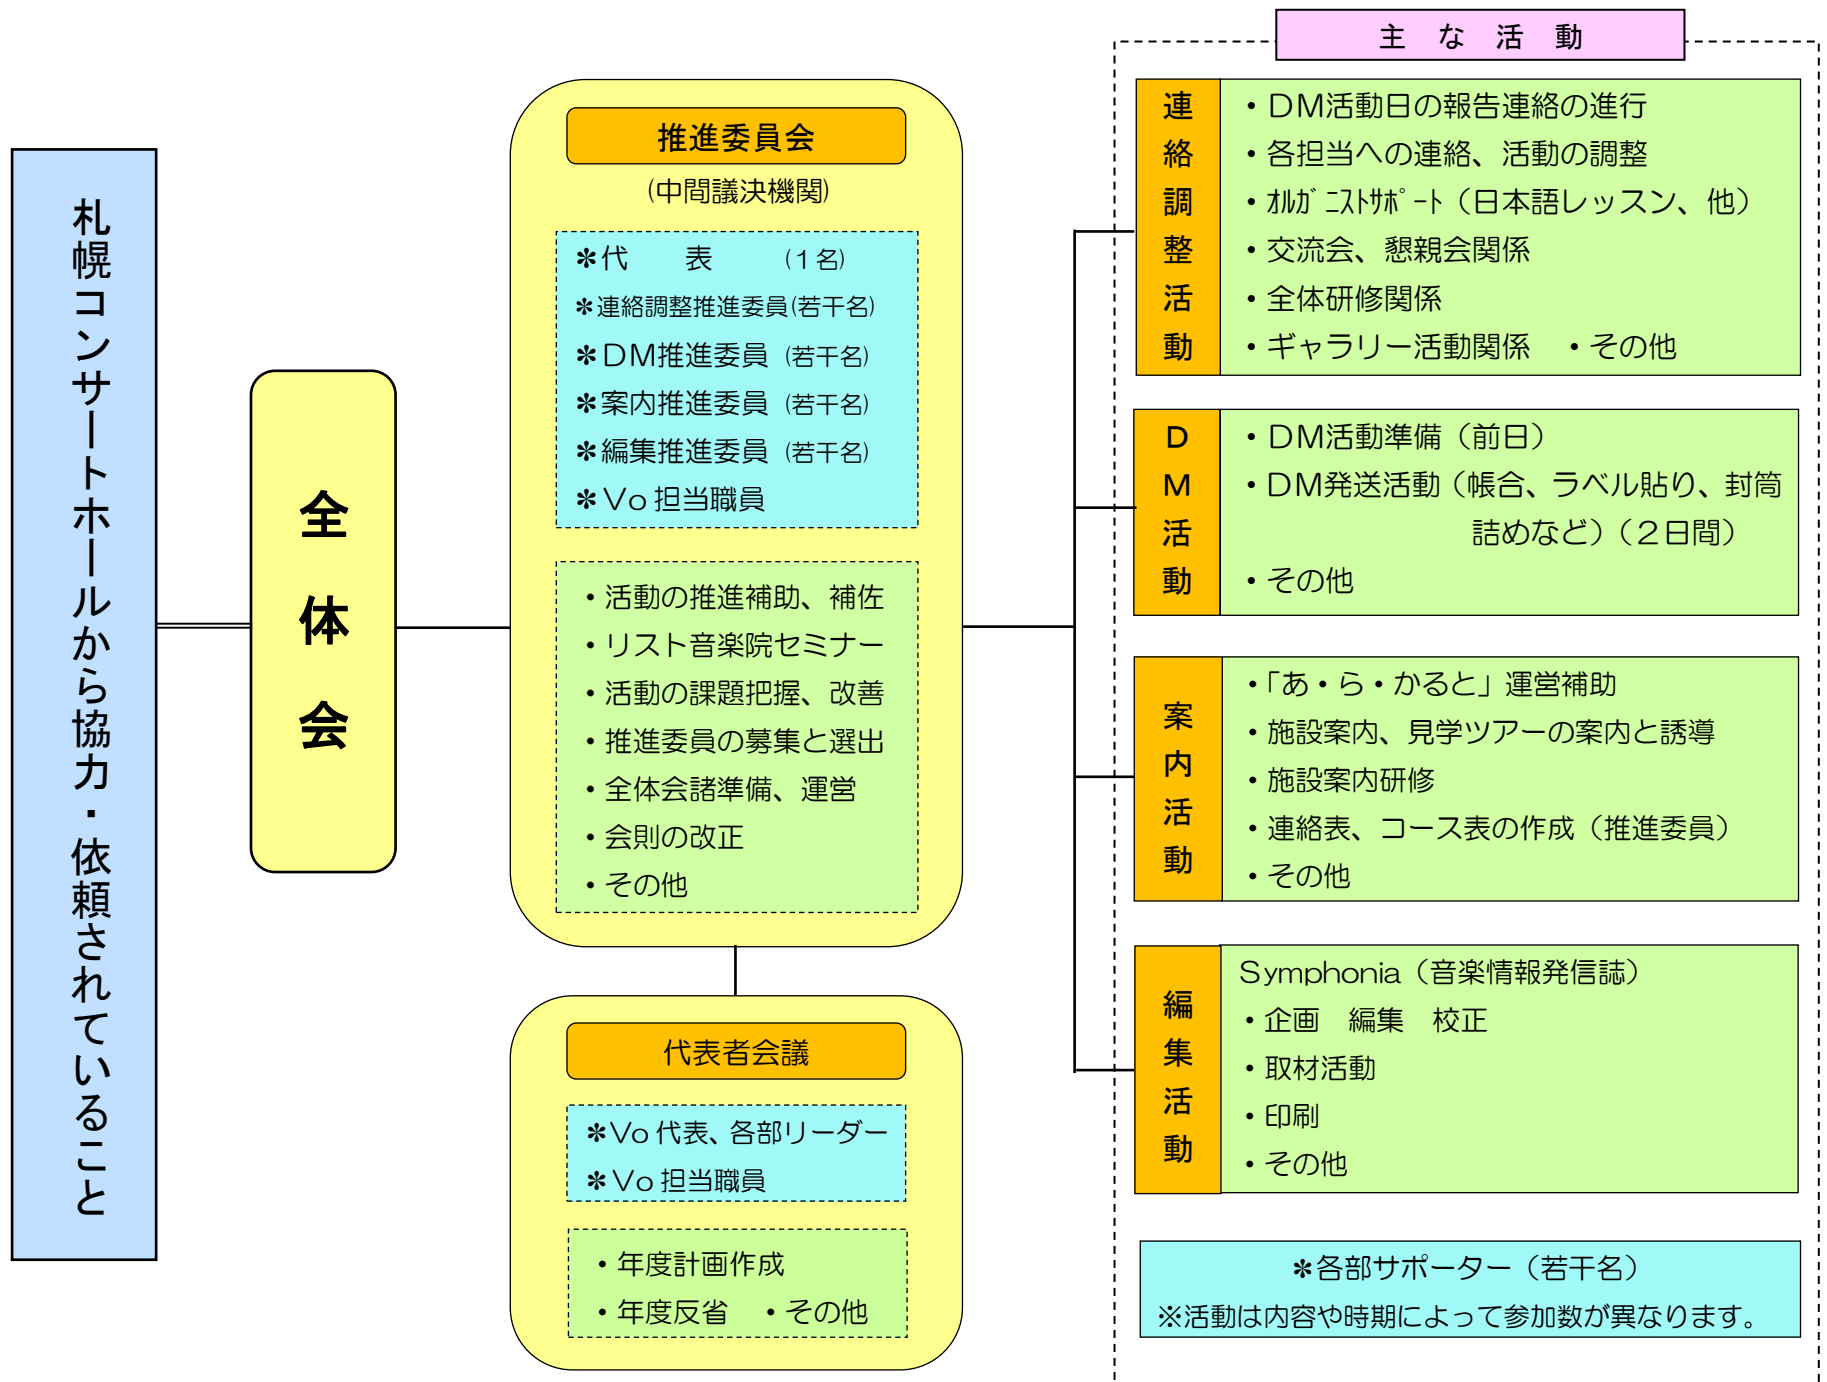 札幌コンサートホールから協力・依頼されていること
全体会
推進委員会
(中間議決機関)
✻代　　表　　(１名)
✻連絡調整推進委員(若干名)
✻ＤＭ推進委員 (若干名)
✻案内推進委員 (若干名)
✻編集推進委員 (若干名)
✻Ｖｏ担当職員
・活動の推進補助、補佐
・リスト音楽院セミナー
・活動の課題把握、改善
・推進委員の募集と選出
・全体会諸準備、運営
・会則の改正
・その他
代表者会議
✻Ｖｏ代表、各部リーダー
✻Ｖｏ担当職員
・年度計画作成
・年度反省　・その他
主　な　活　動
連絡調整活動
・ＤＭ活動日の報告連絡の進行
・各担当への連絡、活動の調整
・ｵﾙｶﾞﾆｽﾄｻﾎﾟｰﾄ（日本語レッスン、他）
・交流会、懇親会関係
・全体研修関係
・ギャラリー活動関係　・その他
ＤＭ活動
・ＤＭ活動準備（前日）
・ＤＭ発送活動（帳合、ラベル貼り、封筒
詰めなど）（２日間）
・その他
案内活動
・「あ・ら・かると」運営補助
・施設案内、見学ツアーの案内と誘導
・施設案内研修
・連絡表、コース表の作成（推進委員）
・その他
編集活動
Ｓymphonia（音楽情報発信誌）
・企画　編集　校正
・取材活動
・印刷
・その他
✻各部サポーター（若干名）
※活動は内容や時期によって参加数が異なります。